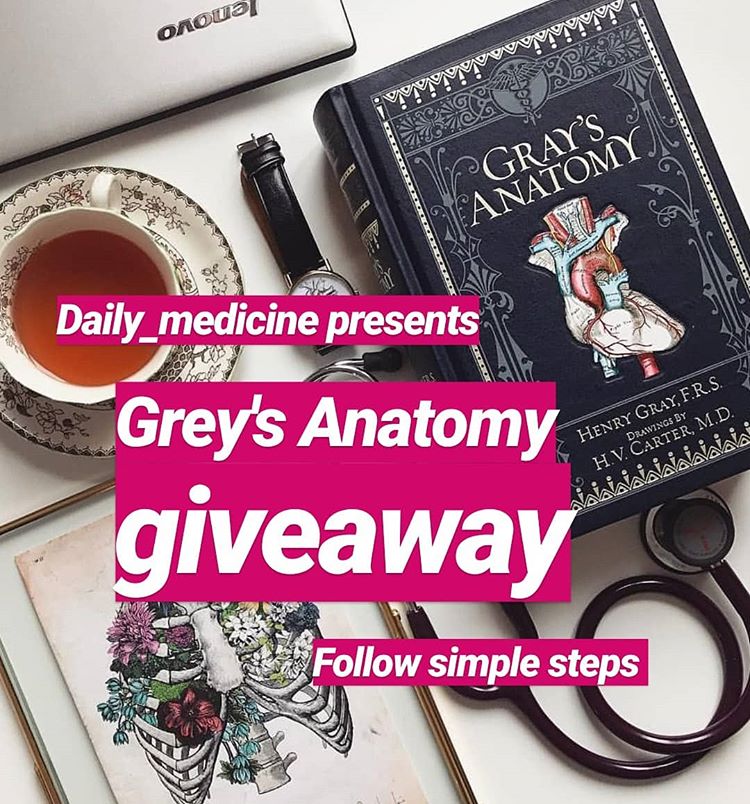 lenovo
GRAY'S
ANATOMY
HENRY GRAY, F.R.S.
DRAWINGS BY
H.V. CARTER, M.D.
Daily_medicine presents
Grey's Anatomy
giveaway
Follow simple steps